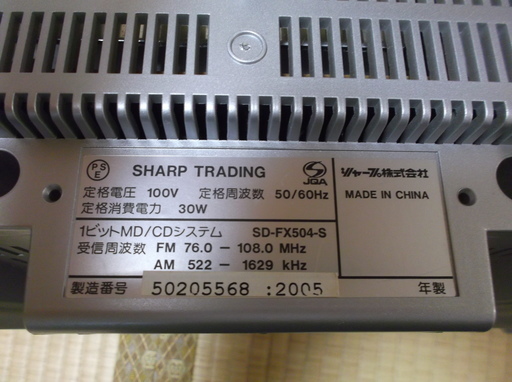 PSE SHARP TRADING JQA シャープ株式会社
定格電圧 100V 定格周波数 50/60Hz MADE IN CHINA
定格消費電力 30W
1ビットMD/CDシステム SD-FX504-S
受信周波数 FM 76.0 - 108.0 MHz
AM 522 - 1629 kHz
製造番号 50205568 :2005 年製